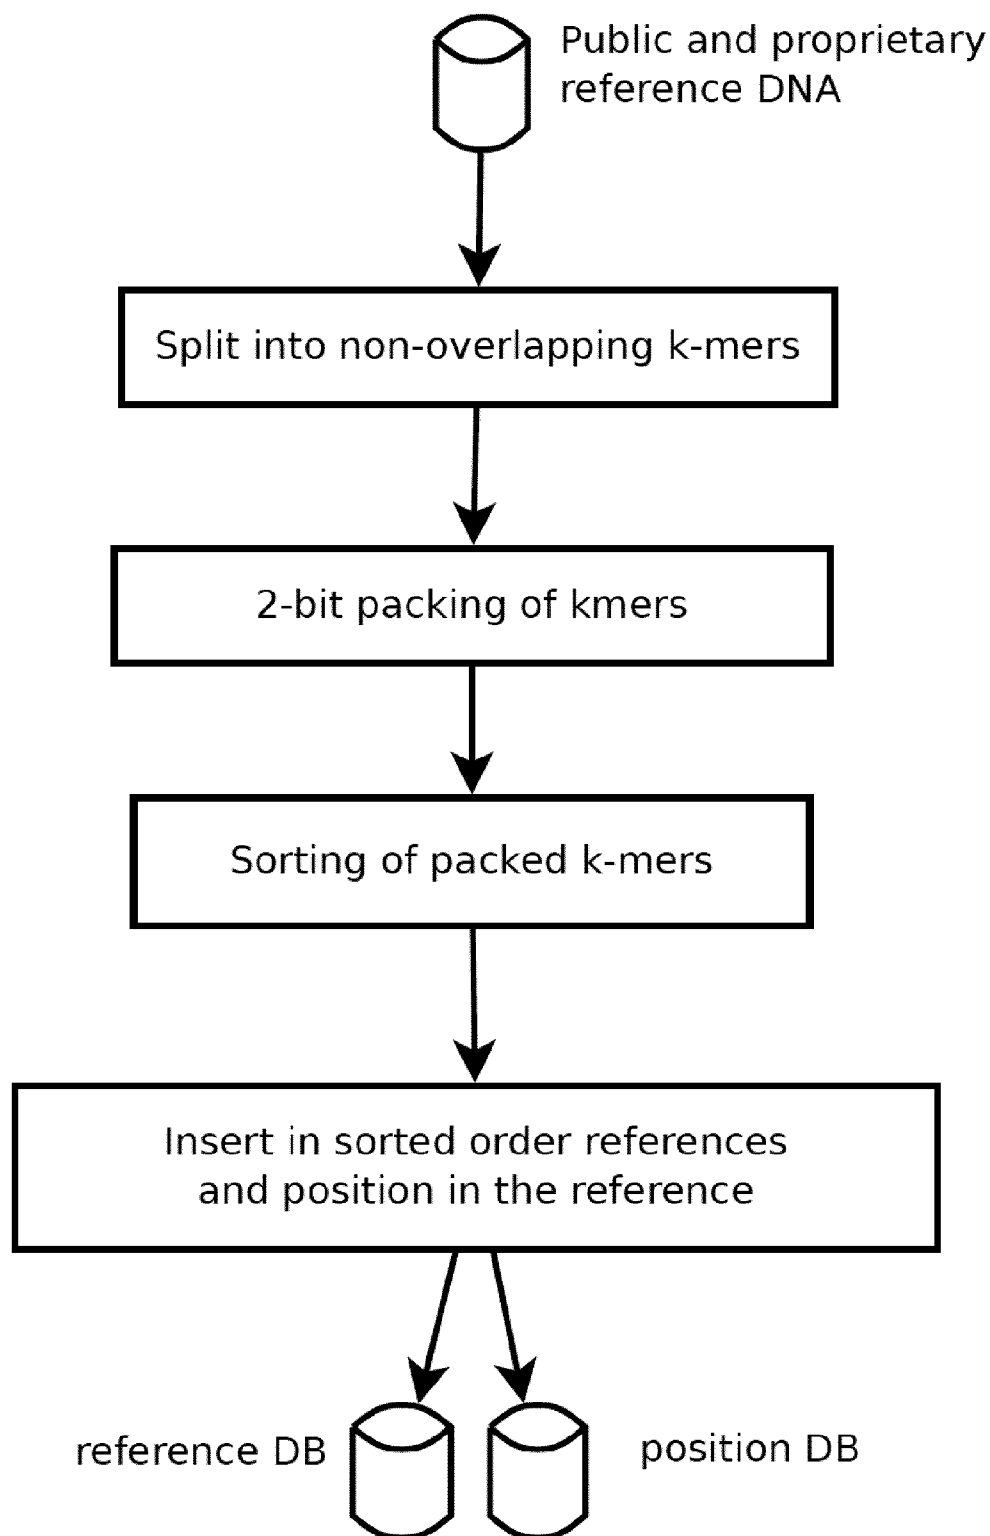 Public and proprietary
reference DNA
Split into non-overlapping k-mers
2-bit packing of kmers
Sorting of packed k-mers
Insert in sorted order references
and position in the reference
reference DB
position DB